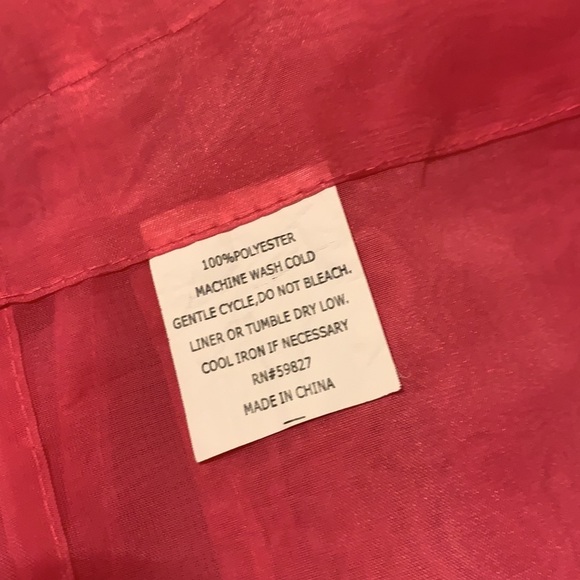 100%POLYESTER
MACHINE WASH COLD
GENTLE CYCLE,DO NOT BLEACH.
LINER OR TUMBLE DRY LOW.
COOL IRON IF NECESSARY
RN#59827
MADE IN CHINA